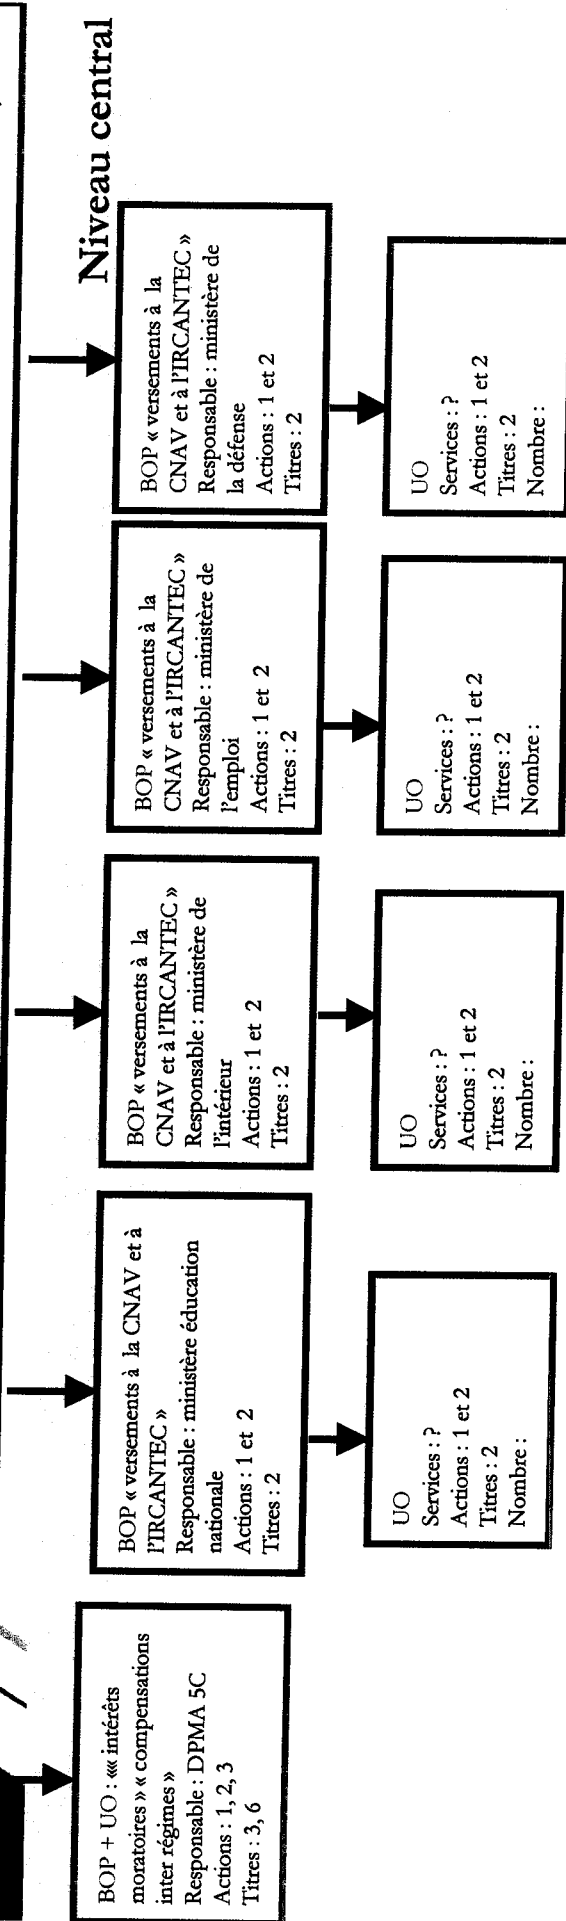 Niveau central
BOP + UO : «« intérêts
moratoires » « compensations
inter régimes »
Responsable : DPMA 5C
Actions : 1, 2, 3
Titres : 3, 6
BOP « versements à la CNAV et à
l'IRCANTEC »
Responsable : ministère éducation
nationale
Actions : 1 et 2
Titres : 2
UO
Services : ?
Actions : 1 et 2
Titres : 2
Nombre :
BOP « versements à la
CNAV et à l'IRCANTEC »
Responsable : ministère de
l'intérieur
Actions : 1 et 2
Titres : 2
UO
Services : ?
Actions : 1 et 2
Titres : 2
Nombre :
BOP « versements à la
CNAV et à l'IRCANTEC »
Responsable : ministère de
l'emploi
Actions : 1 et 2
Titres : 2
UO
Services : ?
Actions : 1 et 2
Titres : 2
Nombre :
BOP « versements à la
CNAV et à l'IRCANTEC »
Responsable : ministère de
la défense
Actions : 1 et 2
Titres : 2
UO
Services : ?
Actions : 1 et 2
Titres : 2
Nombre :